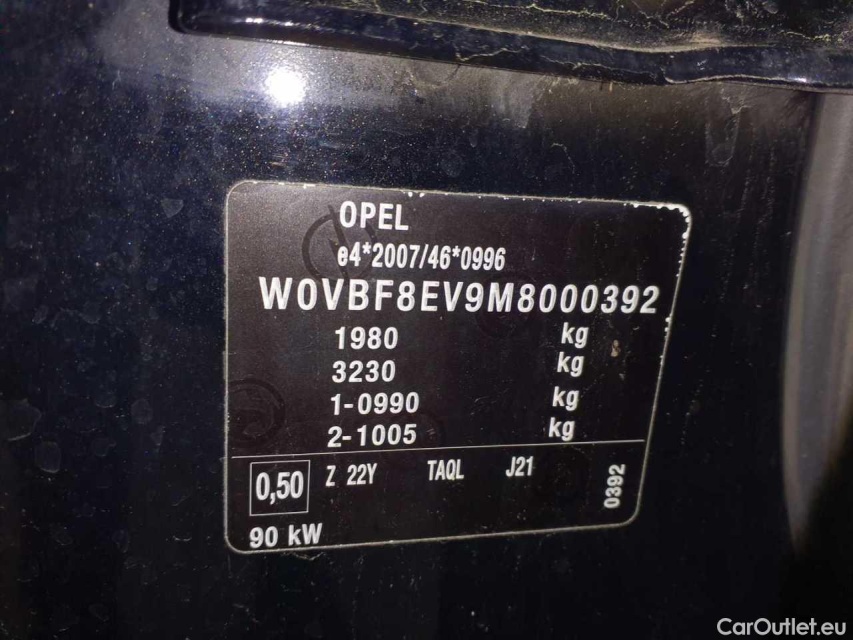 OPEL
e4*2007/46*0996
W0VBF8EV9M8000392
1980 kg
3230 kg
1-0990 kg
2-1005 kg
0,50 Z 22Y TAQL J21 0392
90 kW
CarOutlet.eu